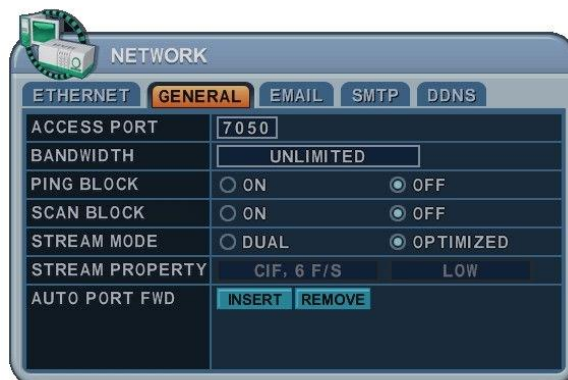 NETWORK
ETHERNET GENERAL EMAIL SMTP DDNS
ACCESS PORT 7050
BANDWIDTH UNLIMITED
PING BLOCK ON OFF
SCAN BLOCK ON OFF
STREAM MODE DUAL OPTIMIZED
STREAM PROPERTY CIF, 6 F/S LOW
AUTO PORT FWD INSERT REMOVE